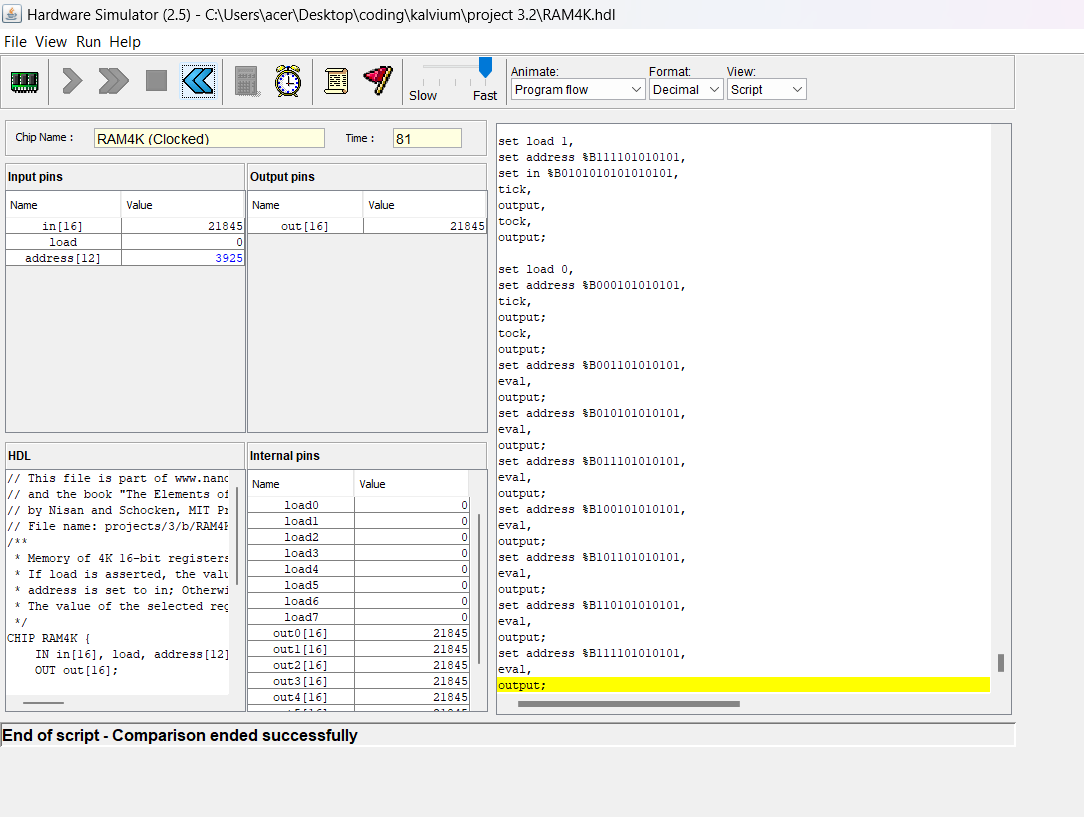 Hardware Simulator (2.5) - C:\Users\acer\Desktop\coding\kalvium\project 3.2\RAM4K.hdl
File View Run Help
Slow Fast
Animate: Format: View:
Program flow Decimal Script
Chip Name : RAM4K (Clocked) Time : 81
Input pins
Name Value
in[16] 21845
load 0
address[12] 3925
Output pins
Name Value
out[16] 21845
HDL
// This file is part of www.nand
// and the book "The Elements of
// by Nisan and Schocken, MIT Pr
// File name: projects/3/b/RAM4K
/**
* Memory of 4K 16-bit registers
* If load is asserted, the valu
* address is set to in; Otherwi
* The value of the selected reg
*/
CHIP RAM4K {
IN in[16], load, address[12]
OUT out[16];
Internal pins
Name Value
load0 0
load1 0
load2 0
load3 0
load4 0
load5 0
load6 0
load7 0
out0[16] 21845
out1[16] 21845
out2[16] 21845
out3[16] 21845
out4[16] 21845
set load 1,
set address %B111101010101,
set in %B0101010101010101,
tick,
output,
tock,
output;
set load 0,
set address %B000101010101,
tick,
output;
tock,
output;
set address %B001101010101,
eval,
output;
set address %B010101010101,
eval,
output;
set address %B011101010101,
eval,
output;
set address %B100101010101,
eval,
output;
set address %B101101010101,
eval,
output;
set address %B110101010101,
eval,
output;
set address %B111101010101,
eval,
output;
End of script - Comparison ended successfully